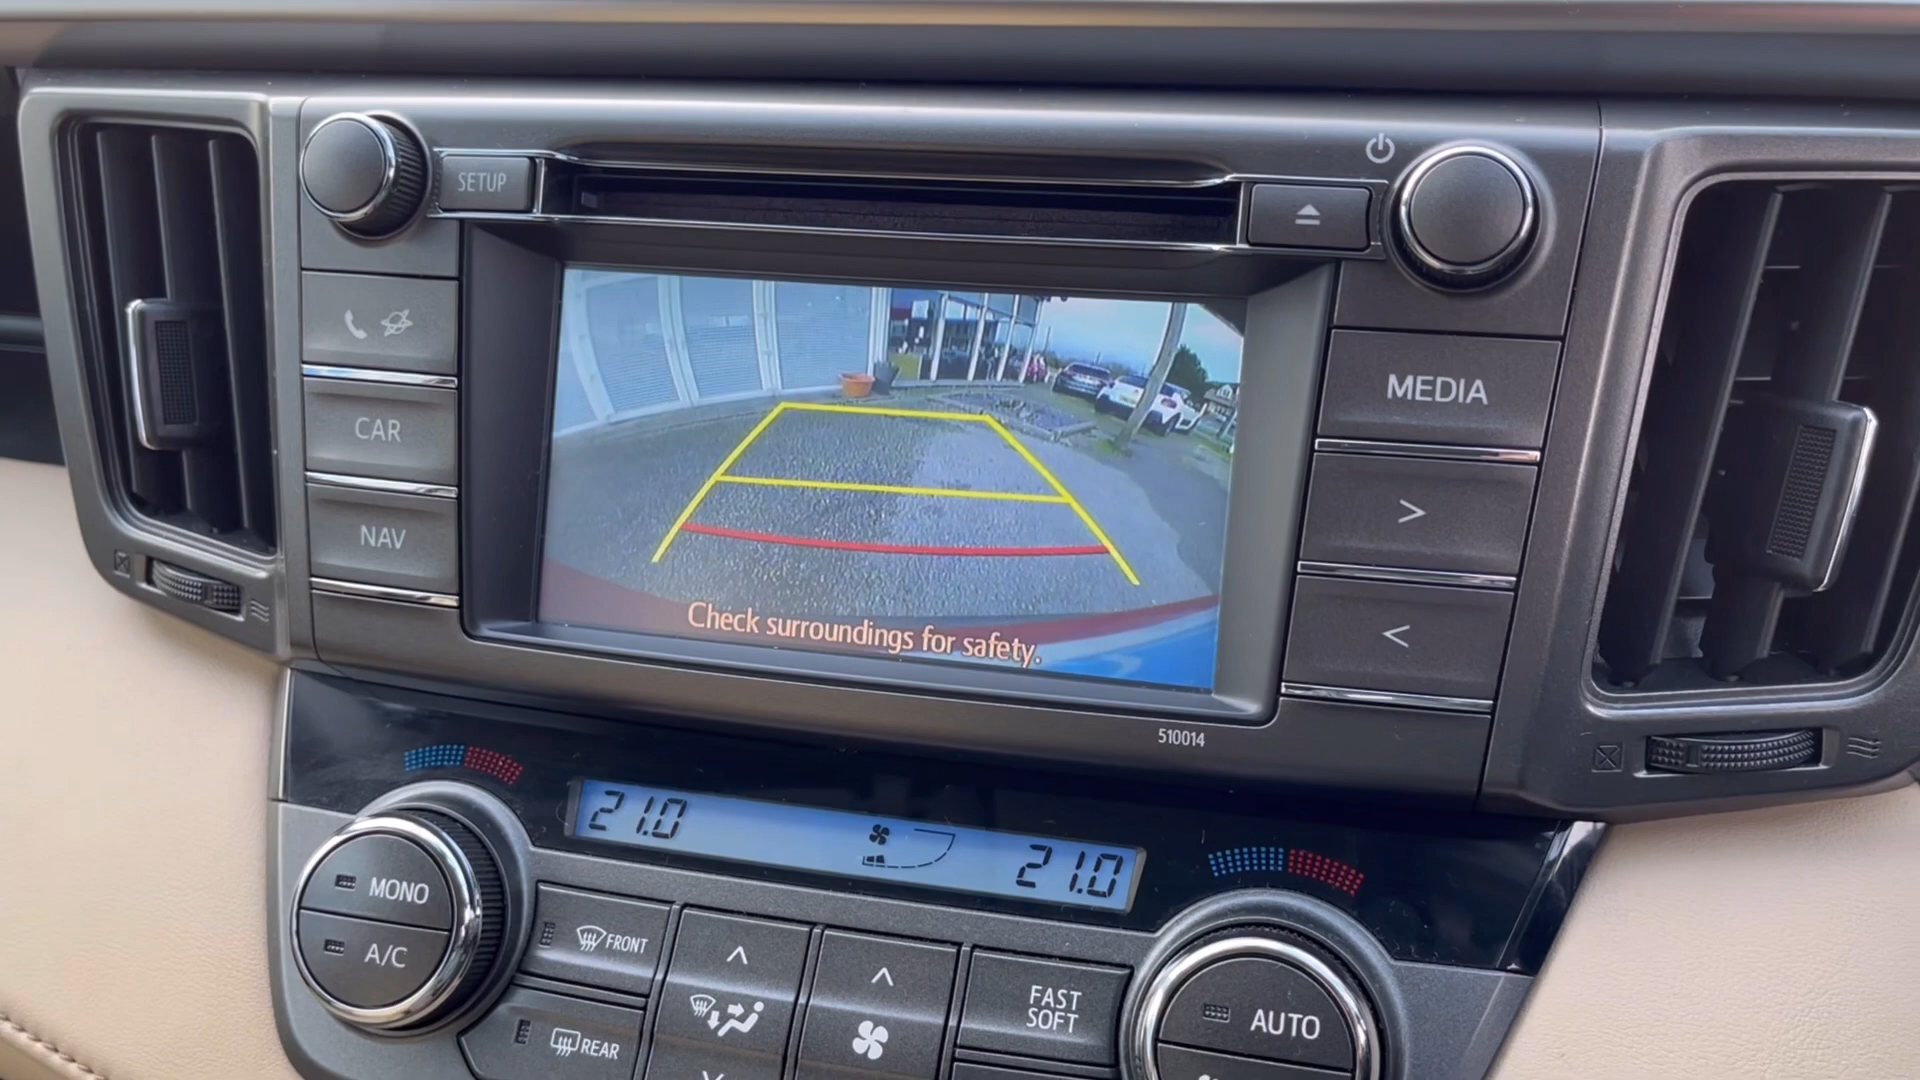 SETUP
CAR
NAV
MEDIA
>
<
Check surroundings for safety.
510014
21.0
21.0
MONO
A/C
FRONT
REAR
FAST
SOFT
AUTO